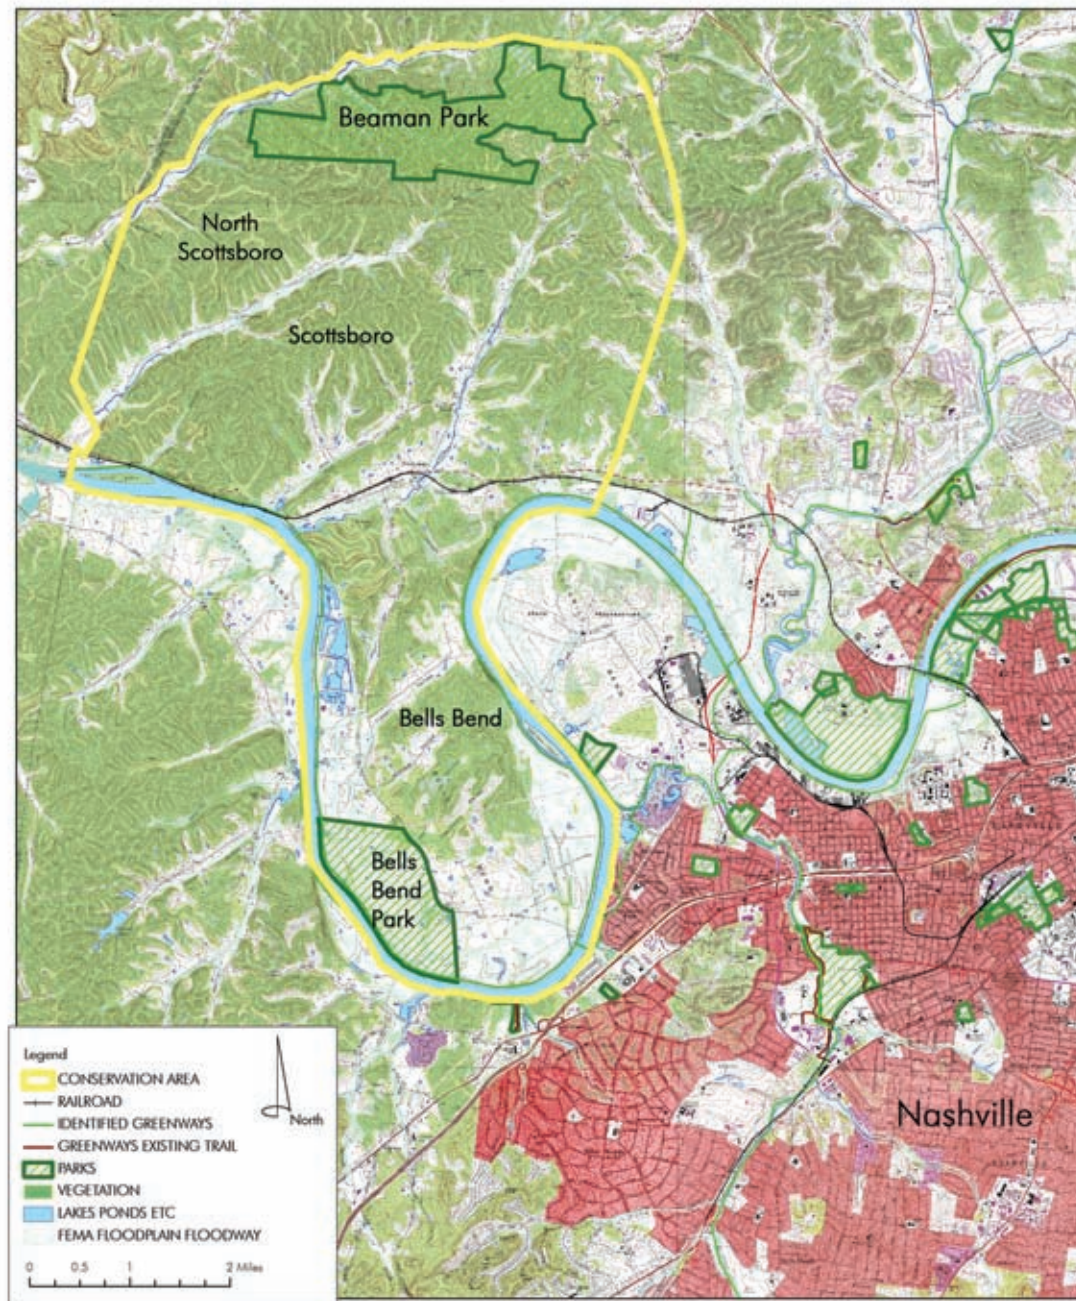 Beaman Park
North
Scottsboro
Scottsboro
Bells Bend
Bells
Bend
Park
Nashville
Legend
CONSERVATION AREA
RAILROAD
IDENTIFIED GREENWAYS
GREENWAYS EXISTING TRAIL
PARKS
VEGETATION
LAKES PONDS ETC
FEMA FLOODPLAIN FLOODWAY
North
0 0.5 1 2 Miles